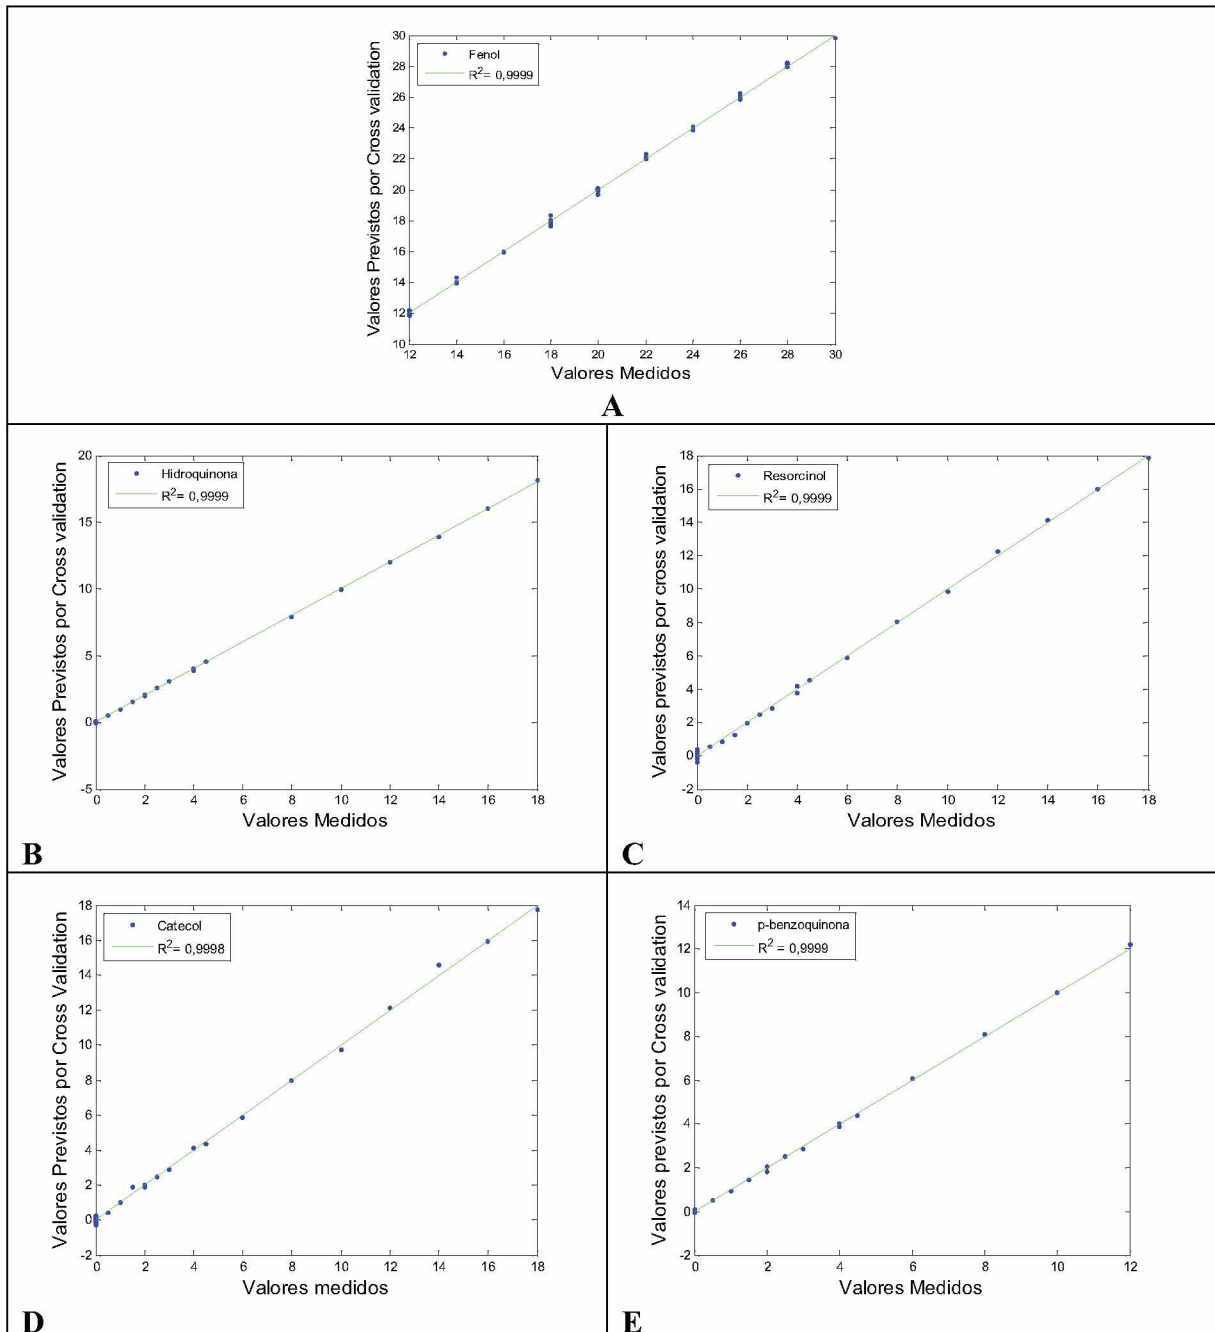 Valores Previstos por Cross validation
30
28
26
24
22
20
18
16
14
12
10
Fenol
R²= 0,9999
12 14 16 18 20 22 24 26 28 30
Valores Medidos
A
Valores Previstos por Cross validation
20
15
10
5
0
-5
Hidroquinona
R²= 0,9999
0 2 4 6 8 10 12 14 16 18
Valores Medidos
B
Valores previstos por cross validation
18
16
14
12
10
8
6
4
2
0
-2
Resorcinol
R²= 0,9999
0 2 4 6 8 10 12 14 16 18
Valores Medidos
C
Valores Previstos por Cross Validation
18
16
14
12
10
8
6
4
2
0
-2
Catecol
R²= 0,9998
0 2 4 6 8 10 12 14 16 18
Valores medidos
D
Valores previstos por Cross validation
14
12
10
8
6
4
2
0
-2
p-benzoquinona
R² = 0,9999
0 2 4 6 8 10 12
Valores Medidos
E